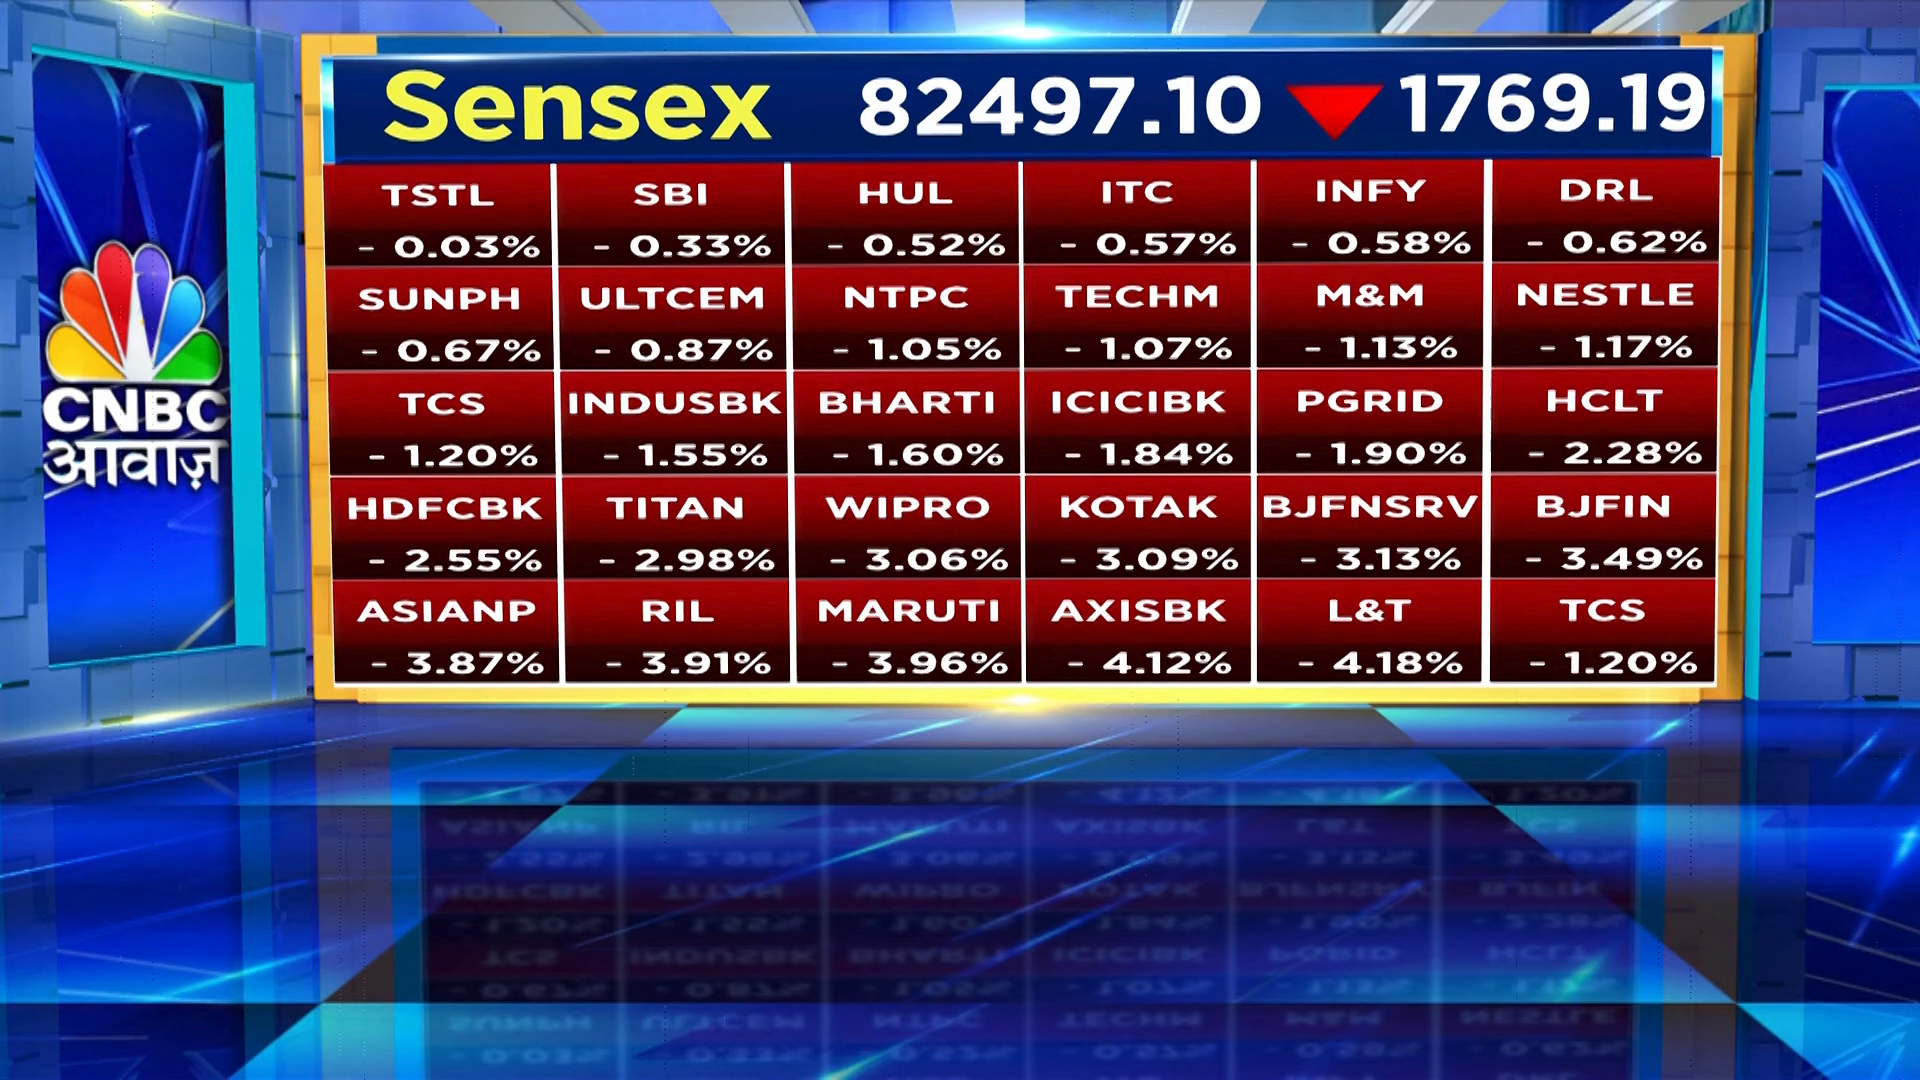 Sensex 82497.10 ▼ 1769.19
TSTL SBI HUL ITC INFY DRL
- 0.03% - 0.33% - 0.52% - 0.57% - 0.58% - 0.62%
SUNPH ULTCEM NTPC TECHM M&M NESTLE
- 0.67% - 0.87% - 1.05% - 1.07% - 1.13% - 1.17%
TCS INDUSBK BHARTI ICICIBK PGRID HCLT
- 1.20% - 1.55% - 1.60% - 1.84% - 1.90% - 2.28%
HDFCBK TITAN WIPRO KOTAK BJFNSRV BJFIN
- 2.55% - 2.98% - 3.06% - 3.09% - 3.13% - 3.49%
ASIANP RIL MARUTI AXISBK L&T TCS
- 3.87% - 3.91% - 3.96% - 4.12% - 4.18% - 1.20%
CNBC
आवाज़